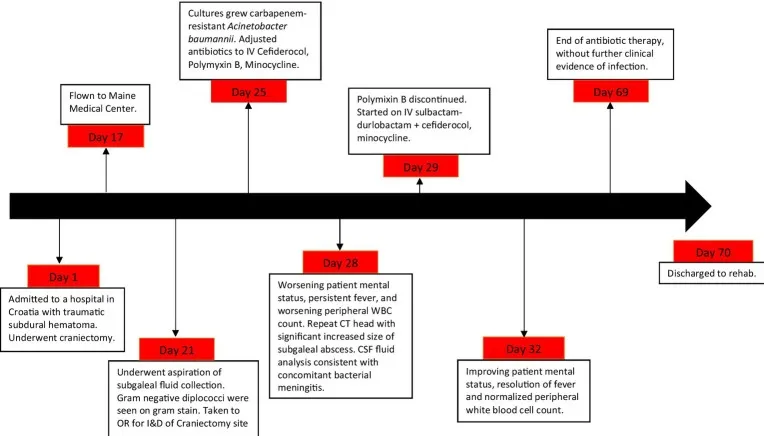 Cultures grew carbapenem-
resistant Acinetobacter
baumannii. Adjusted
antibiotics to IV Cefiderocol,
Polymyxin B, Minocycline.
Day 25
End of antibiotic therapy,
without further clinical
evidence of infection.
Day 69
Flown to Maine
Medical Center.
Day 17
Polymixin B discontinued.
Started on IV sulbactam-
durlobactam + cefiderocol,
minocycline.
Day 29
Day 1
Admitted to a hospital in
Croatia with traumatic
subdural hematoma.
Underwent craniectomy.
Day 21
Underwent aspiration of
subgaleal fluid collection.
Gram negative diplococci were
seen on gram stain. Taken to
OR for I&D of Craniectomy site
Day 28
Worsening patient mental
status, persistent fever, and
worsening peripheral WBC
count. Repeat CT head with
significant increased size of
subgaleal abscess. CSF fluid
analysis consistent with
concomitant bacterial
meningitis.
Day 32
Improving patient mental
status, resolution of fever
and normalized peripheral
white blood cell count.
Day 70
Discharged to rehab.